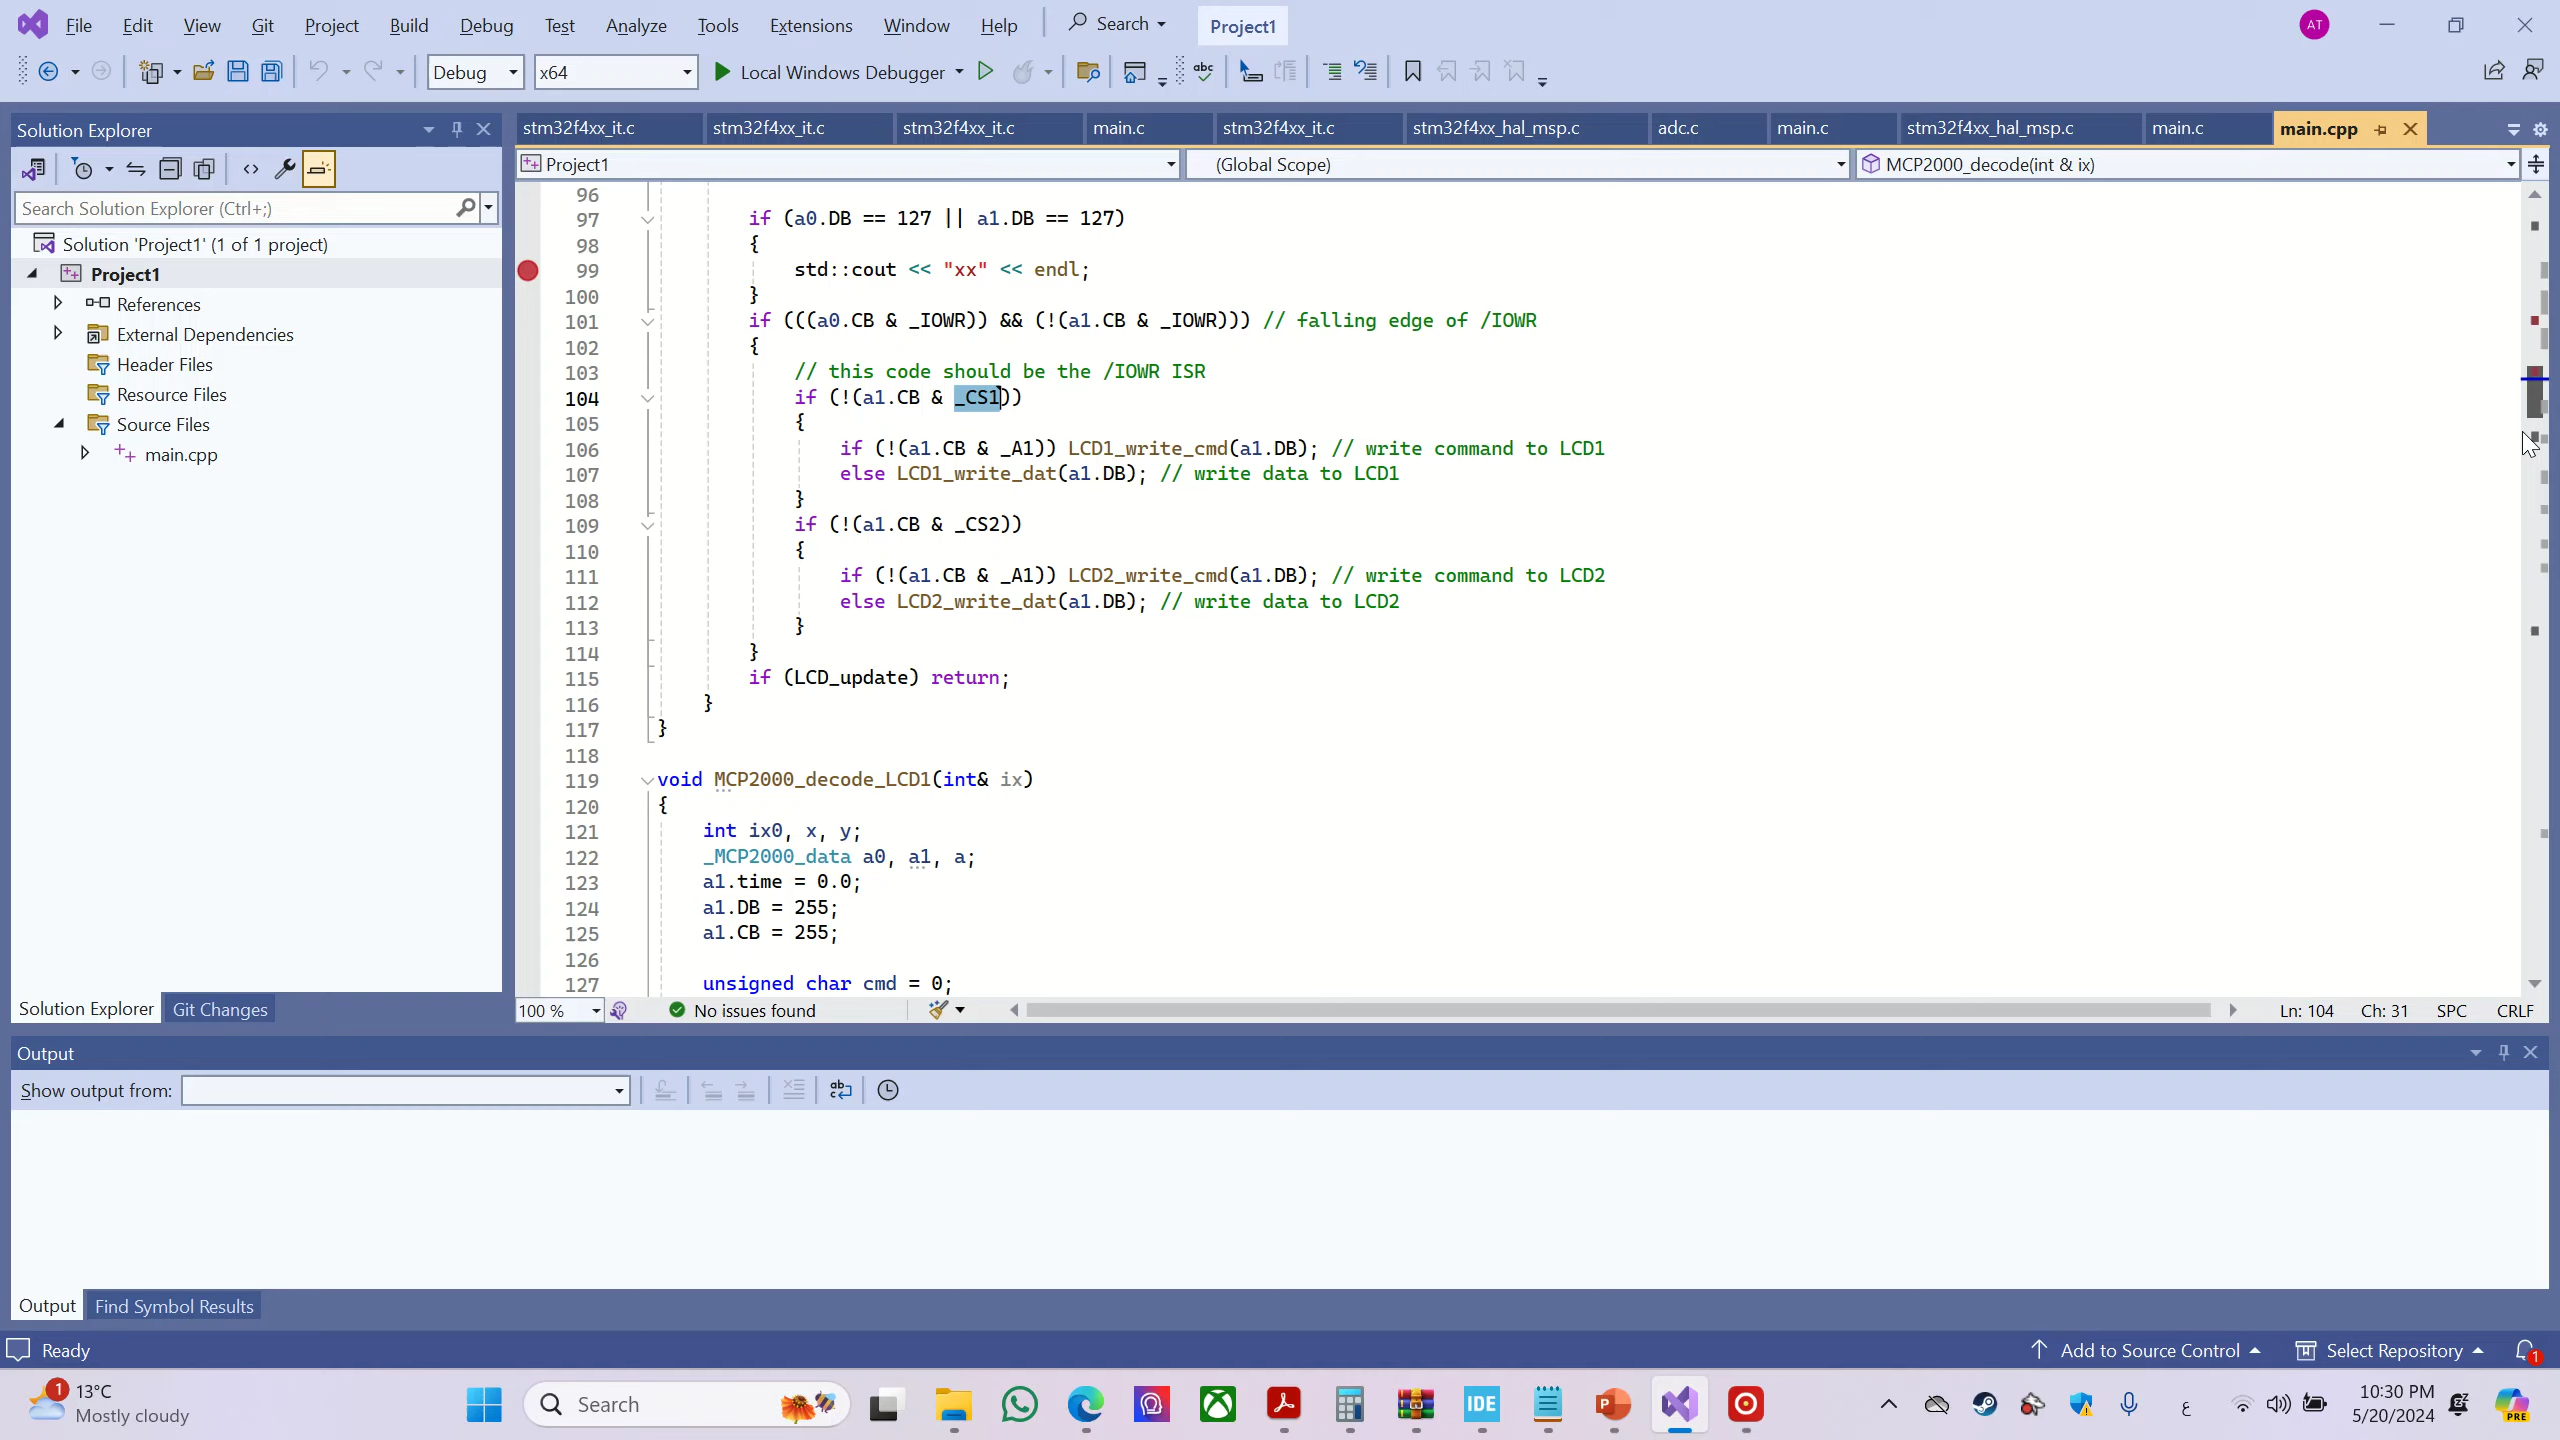 File Edit View Git Project Build Debug Test Analyze Tools Extensions Window Help Search Project1 AT
Debug x64 Local Windows Debugger
Solution Explorer
stm32f4xx_it.c stm32f4xx_it.c stm32f4xx_it.c main.c stm32f4xx_it.c stm32f4xx_hal_msp.c adc.c main.c stm32f4xx_hal_msp.c main.c main.cpp
Project1 (Global Scope) MCP2000_decode(int & ix)
Search Solution Explorer (Ctrl+;)
Solution 'Project1' (1 of 1 project)
Project1
References
External Dependencies
Header Files
Resource Files
Source Files
main.cpp
Solution Explorer Git Changes
96
97 if (a0.DB == 127 || a1.DB == 127)
98 {
99 std::cout << "xx" << endl;
100 }
101 if (((a0.CB & _IOWR)) && (!(a1.CB & _IOWR))) // falling edge of /IOWR
102 {
103 // this code should be the /IOWR ISR
104 if (!(a1.CB & _CS1))
105 {
106 if (!(a1.CB & _A1)) LCD1_write_cmd(a1.DB); // write command to LCD1
107 else LCD1_write_dat(a1.DB); // write data to LCD1
108 }
109 if (!(a1.CB & _CS2))
110 {
111 if (!(a1.CB & _A1)) LCD2_write_cmd(a1.DB); // write command to LCD2
112 else LCD2_write_dat(a1.DB); // write data to LCD2
113 }
114 }
115 if (LCD_update) return;
116 }
117 }
118
119 void MCP2000_decode_LCD1(int& ix)
120 {
121 int ix0, x, y;
122 _MCP2000_data a0, a1, a;
123 a1.time = 0.0;
124 a1.DB = 255;
125 a1.CB = 255;
126
127 unsigned char cmd = 0;
100 % No issues found Ln: 104 Ch: 31 SPC CRLF
Output
Show output from:
Output Find Symbol Results
Ready Add to Source Control Select Repository 1
1 13°C
Mostly cloudy
Search
IDE
ع
10:30 PM
5/20/2024
PRE